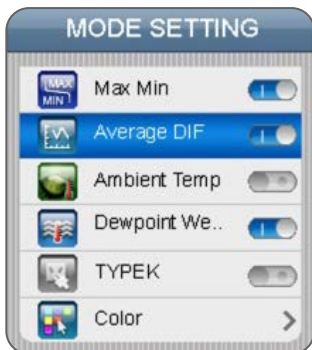 MODE SETTING
MAX
MIN
Max Min
Average DIF
Ambient Temp
Dewpoint We..
TYPEK
Color